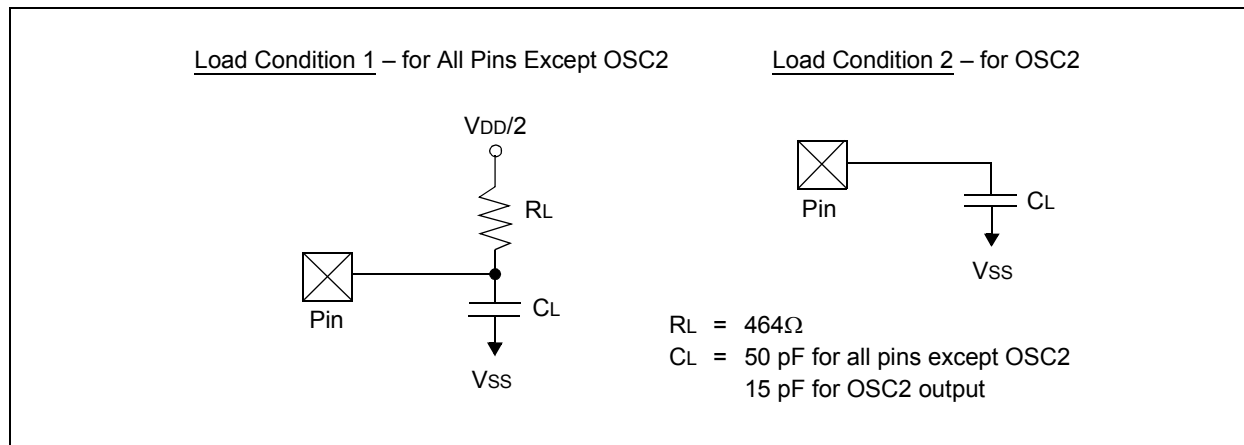 Load Condition 1 – for All Pins Except OSC2
Load Condition 2 – for OSC2
VDD/2
RL
Pin
CL
VSS
Pin
CL
VSS
RL = 464Ω
CL = 50 pF for all pins except OSC2
15 pF for OSC2 output